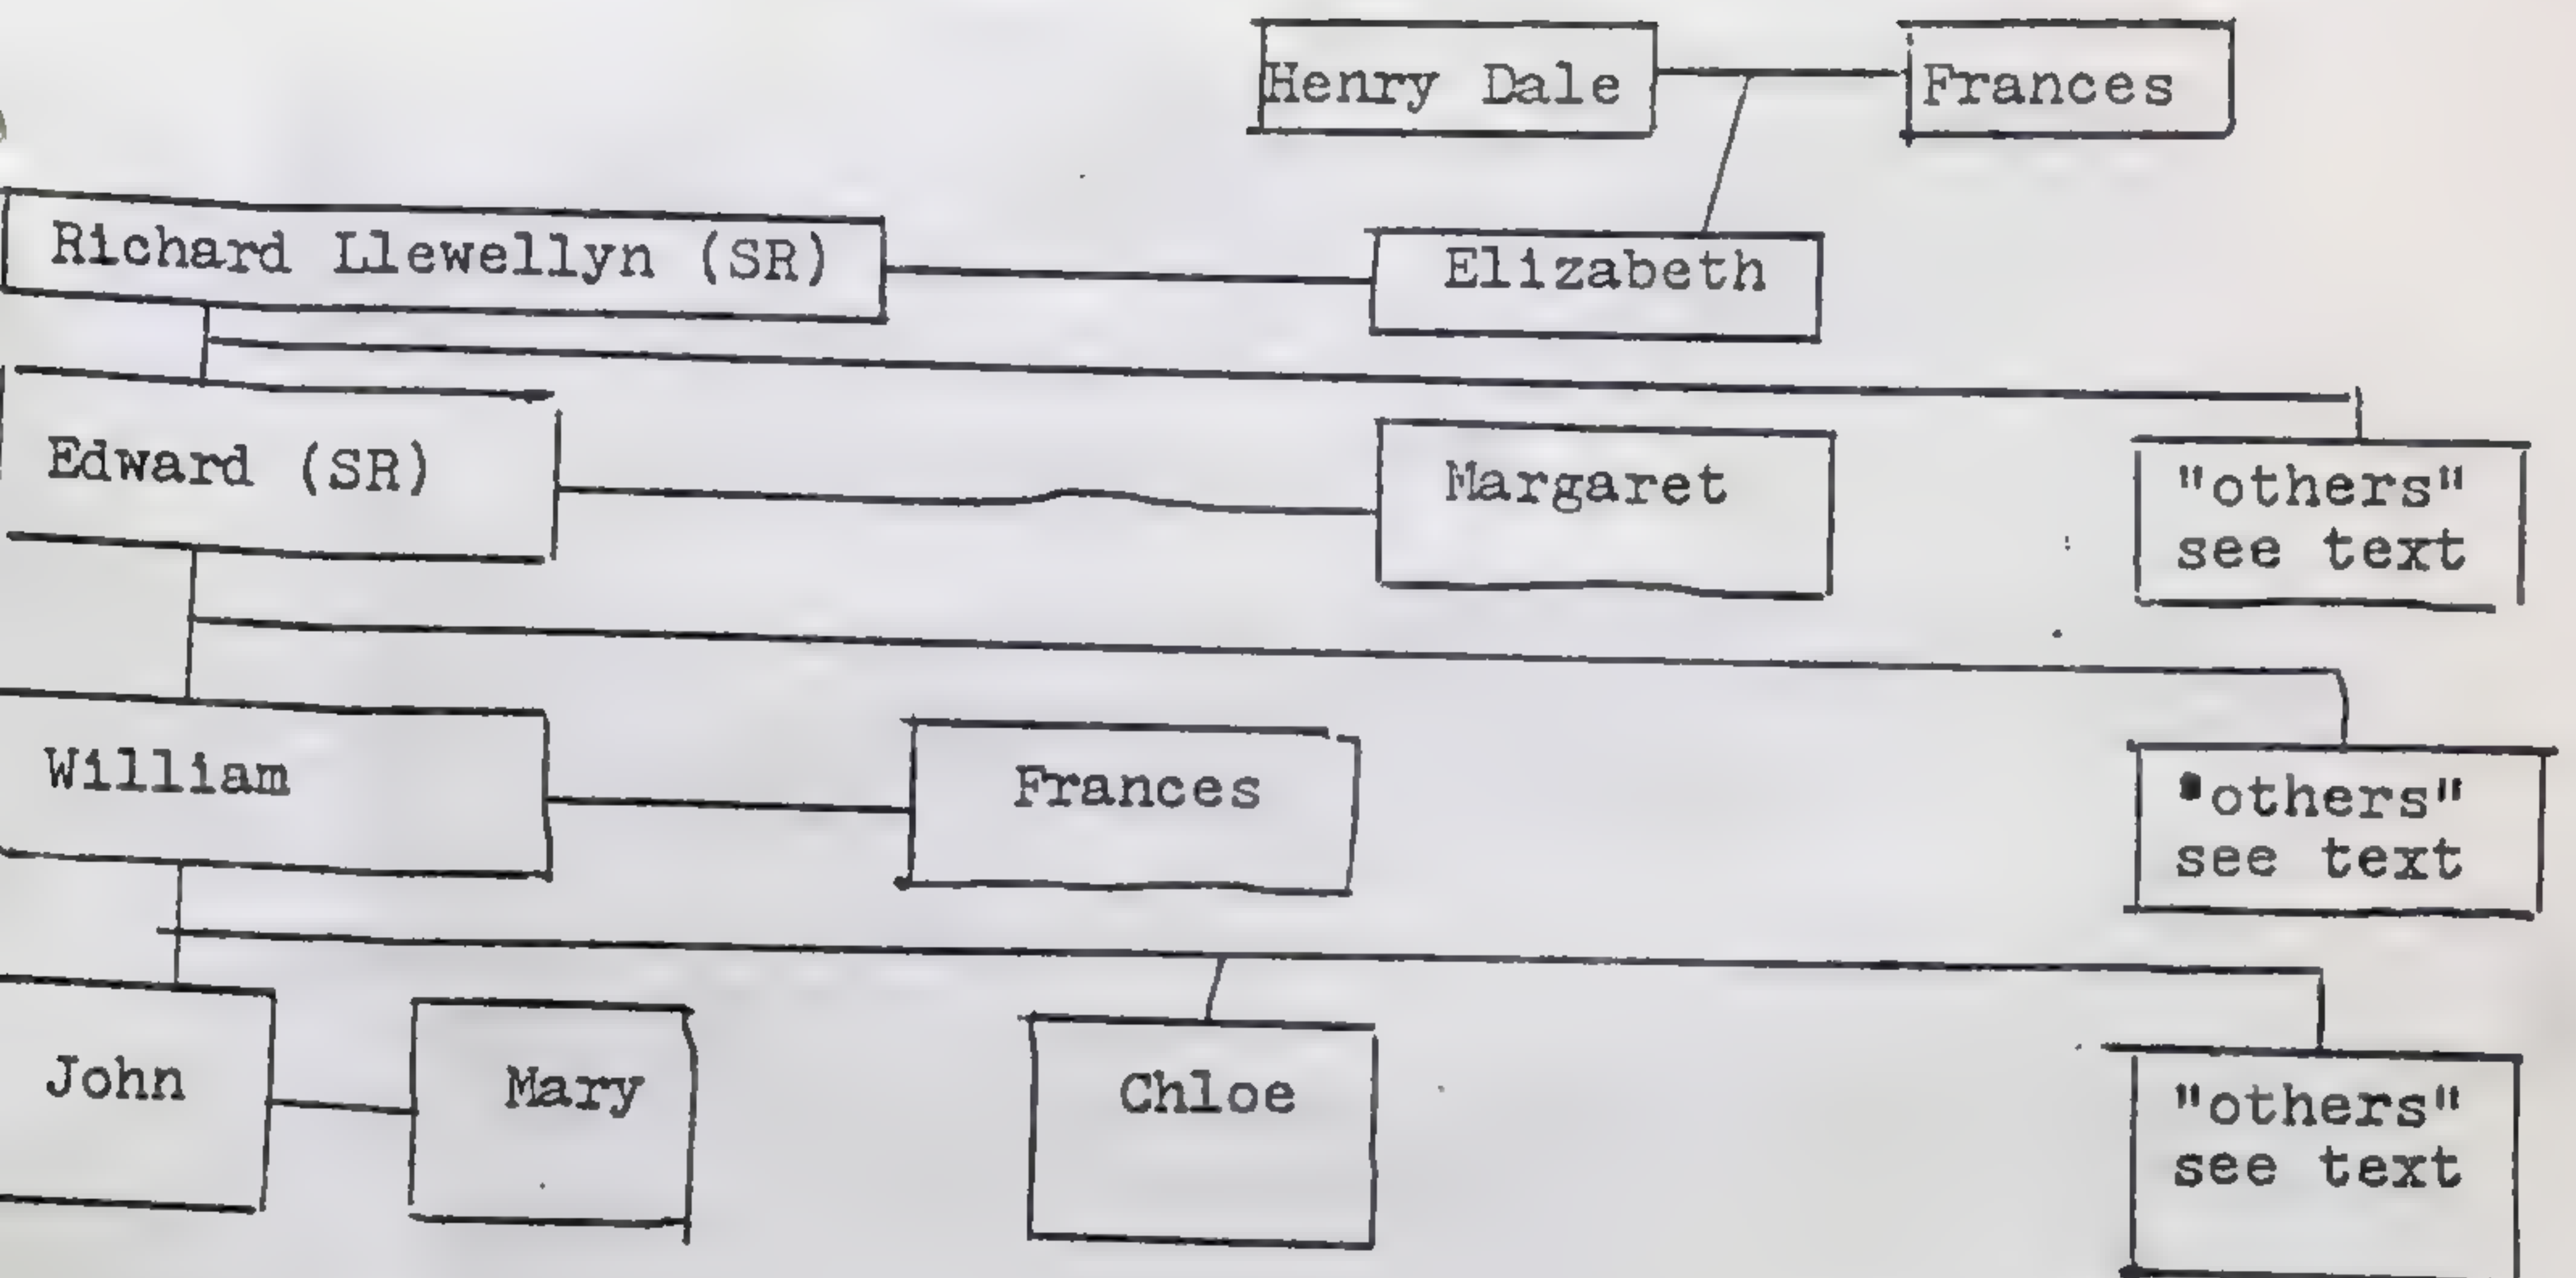 Henry Dale Frances
Richard Llewellyn (SR) Elizabeth
Edward (SR) Margaret "others"
see text
William Frances "others"
see text
John Mary Chloe "others"
see text